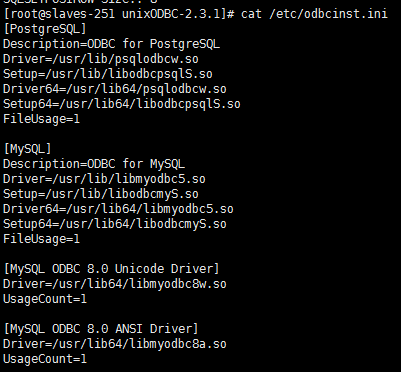 [root@slaves-251 unixODBC-2.3.1]# cat /etc/odbcinst.ini
[PostgreSQL]
Description=ODBC for PostgreSQL
Driver=/usr/lib/psqlodbcw.so
Setup=/usr/lib/libodbcpsqlS.so
Driver64=/usr/lib64/psqlodbcw.so
Setup64=/usr/lib64/libodbcpsqlS.so
FileUsage=1
[MySQL]
Description=ODBC for MySQL
Driver=/usr/lib/libmyodbc5.so
Setup=/usr/lib/libodbcmyS.so
Driver64=/usr/lib64/libmyodbc5.so
Setup64=/usr/lib64/libodbcmyS.so
FileUsage=1
[MySQL ODBC 8.0 Unicode Driver]
Driver=/usr/lib64/libmyodbc8w.so
UsageCount=1
[MySQL ODBC 8.0 ANSI Driver]
Driver=/usr/lib64/libmyodbc8a.so
UsageCount=1